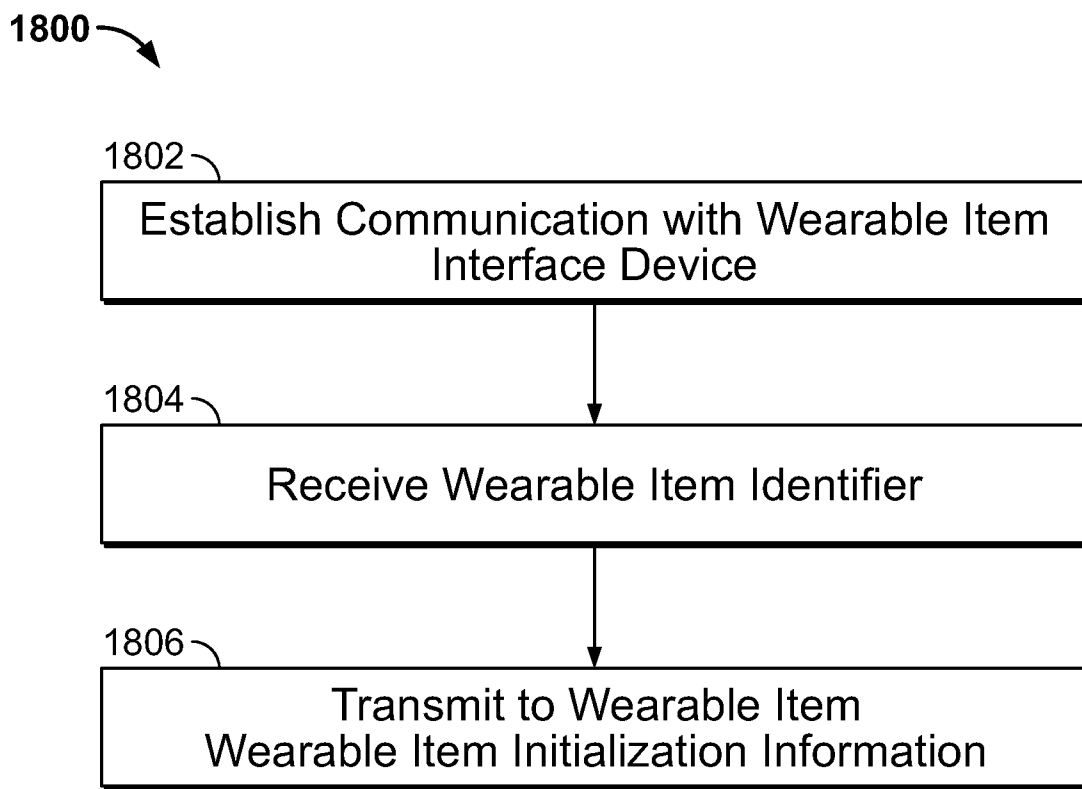 1800
1802
Establish Communication with Wearable Item
Interface Device
1804
Receive Wearable Item Identifier
1806
Transmit to Wearable Item
Wearable Item Initialization Information